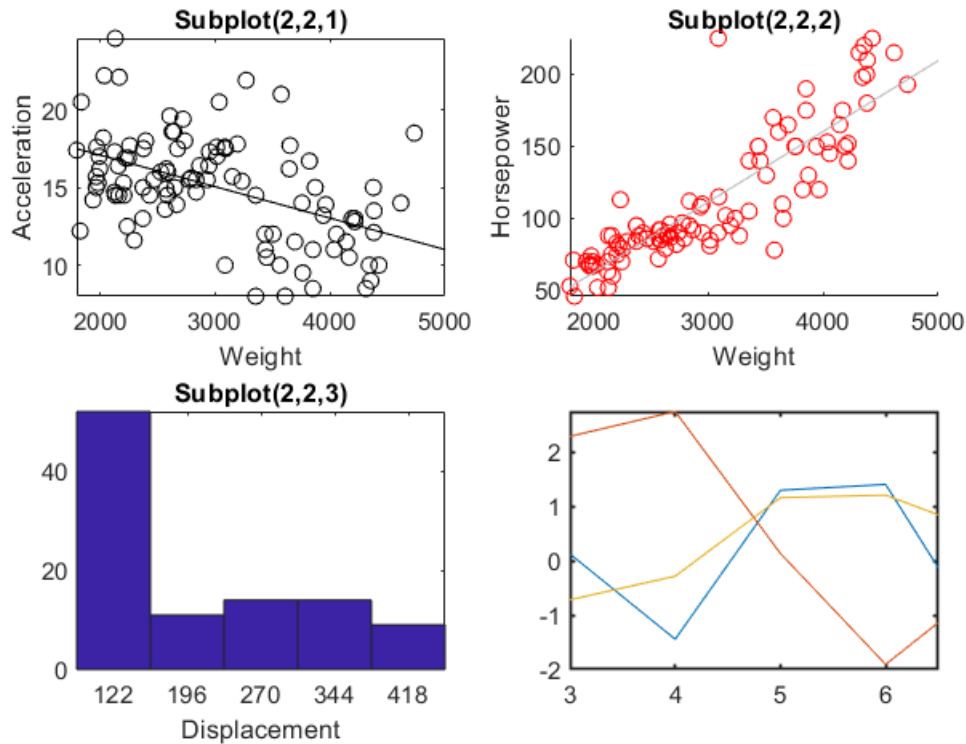 Subplot(2,2,1)
Acceleration
20
15
10
2000 3000 4000 5000
Weight
Subplot(2,2,2)
Horsepower
200
150
100
50
2000 3000 4000 5000
Weight
Subplot(2,2,3)
40
20
0
122 196 270 344 418
Displacement
2
1
0
-1
-2
3 4 5 6